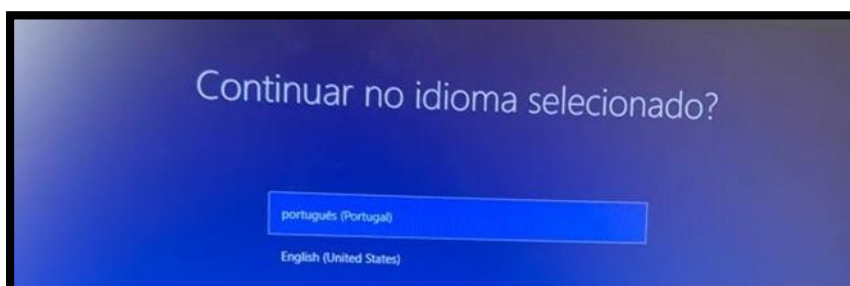 Continuar no idioma selecionado?
português (Portugal)
English (United States)